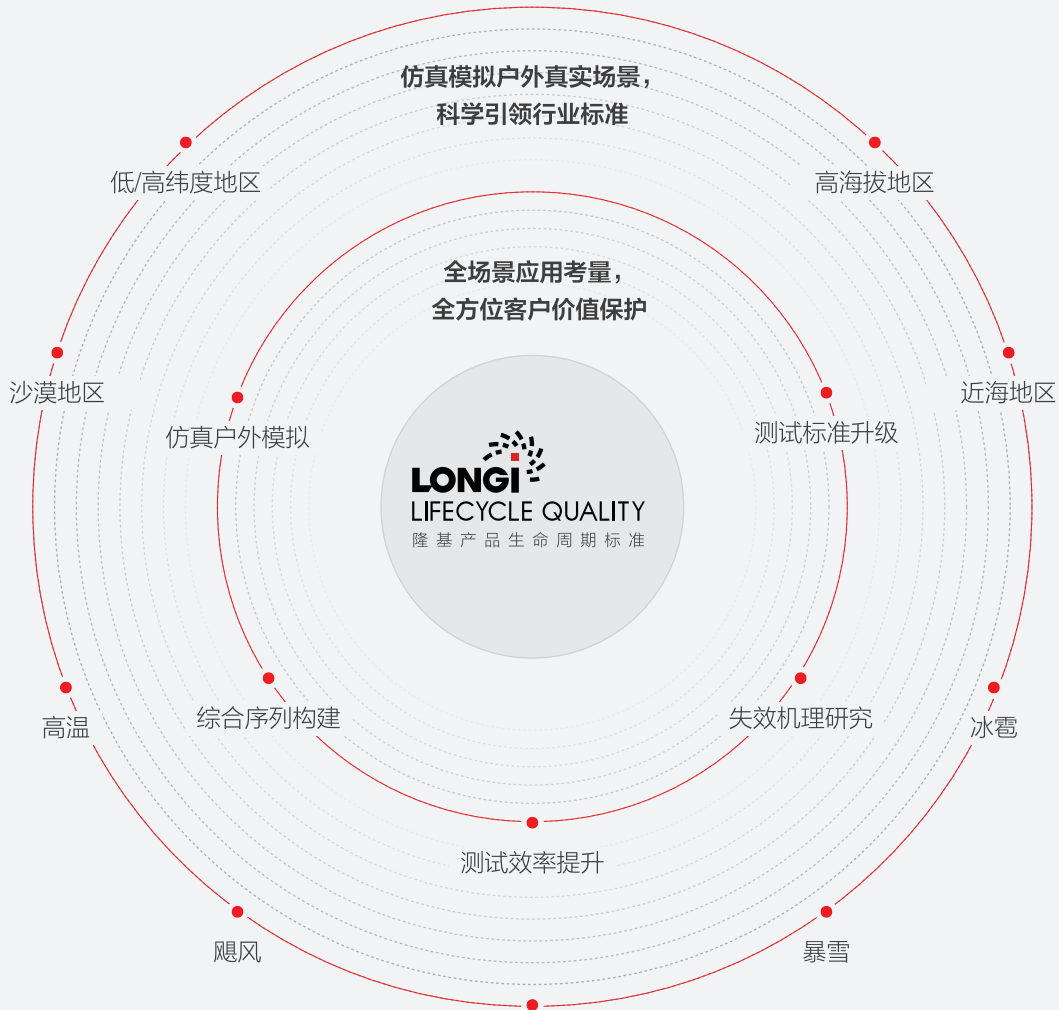 仿真模拟户外真实场景，
科学引领行业标准
低/高纬度地区
高海拔地区
全场景应用考量，
全方位客户价值保护
沙漠地区
近海地区
仿真户外模拟
测试标准升级
LONGi
LIFECYCLE QUALITY
隆基产品生命周期标准
综合序列构建
失效机理研究
高温
冰雹
测试效率提升
飓风
暴雪